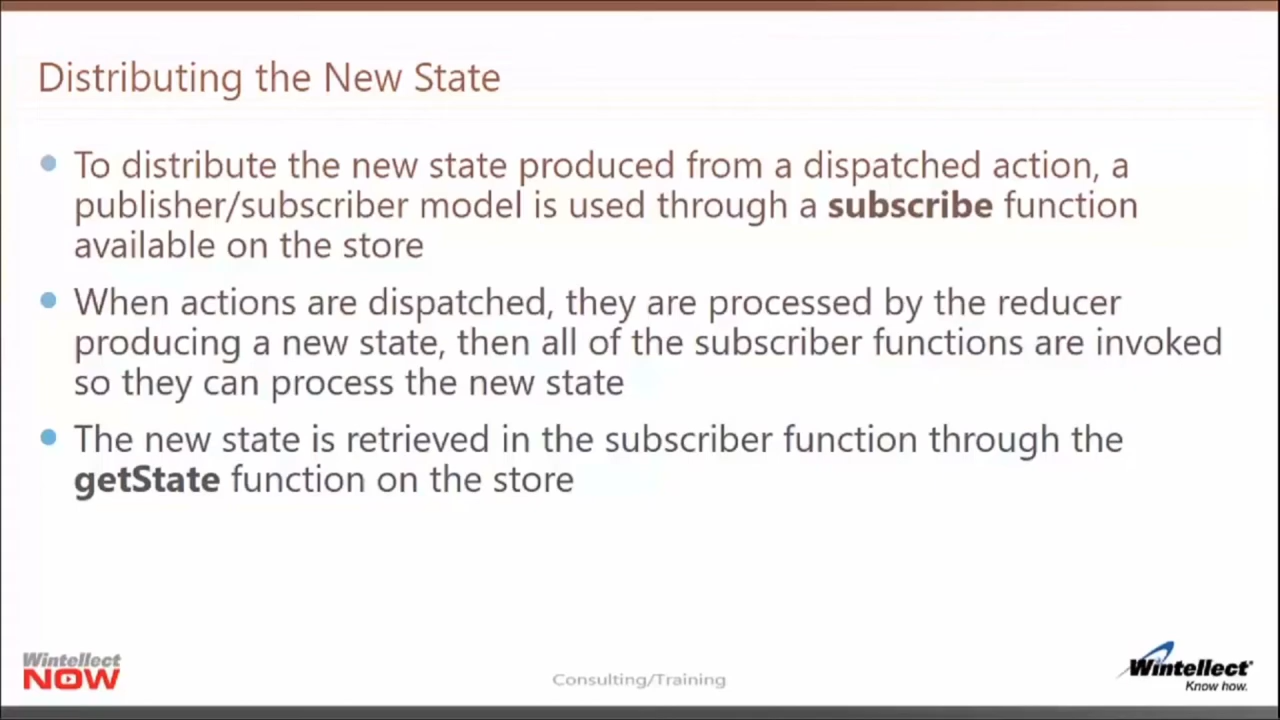 Distributing the New State
To distribute the new state produced from a dispatched action, a
publisher/subscriber model is used through a subscribe function
available on the store
When actions are dispatched, they are processed by the reducer
producing a new state, then all of the subscriber functions are invoked
so they can process the new state
The new state is retrieved in the subscriber function through the
getState function on the store
Wintellect
NOW
Consulting/Training
Wintellect
Know how.